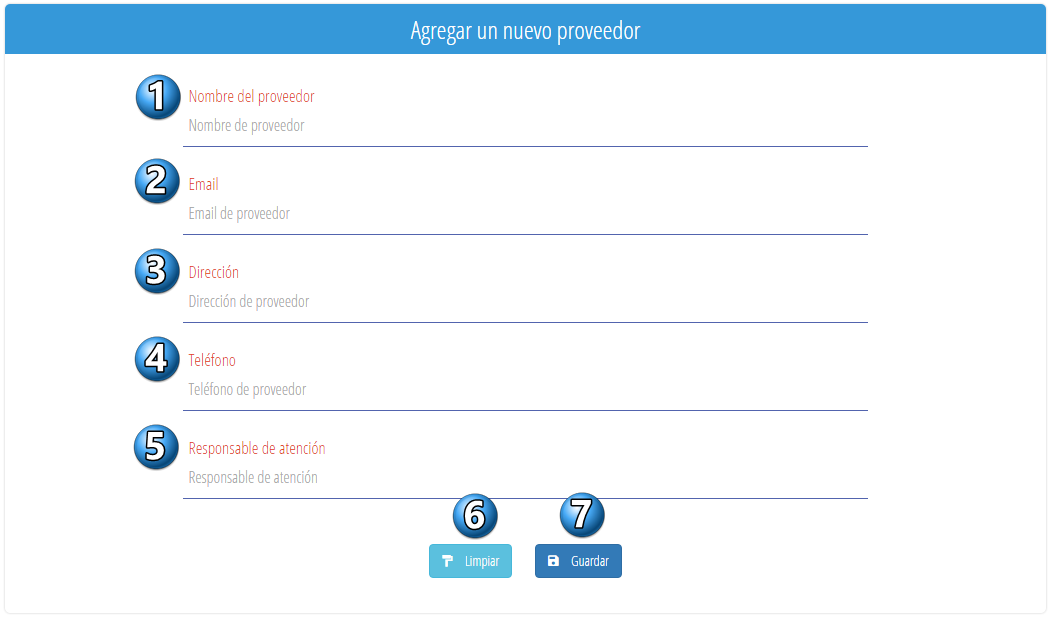 Agregar un nuevo proveedor
1 Nombre del proveedor
Nombre de proveedor
2 Email
Email de proveedor
3 Dirección
Dirección de proveedor
4 Teléfono
Teléfono de proveedor
5 Responsable de atención
Responsable de atención
6 7
Limpiar Guardar